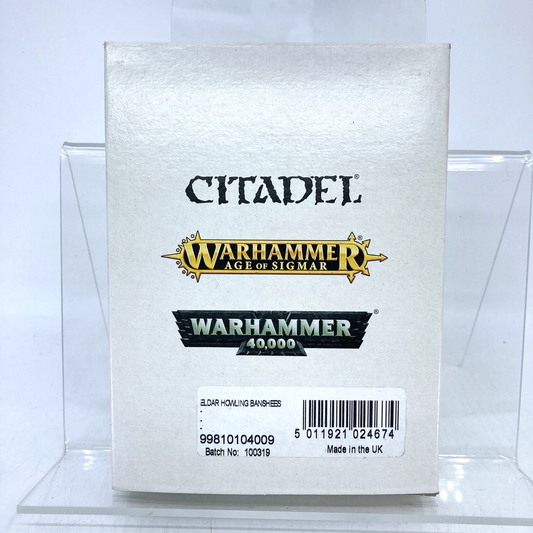 CITADEL®
WARHAMMER®
AGE OF SIGMAR
WARHAMMER®
40,000
ELDAR HOWLING BANSHEES
-
-
-
99810104009
Batch No: 100319
5 011921 024674
Made in the UK